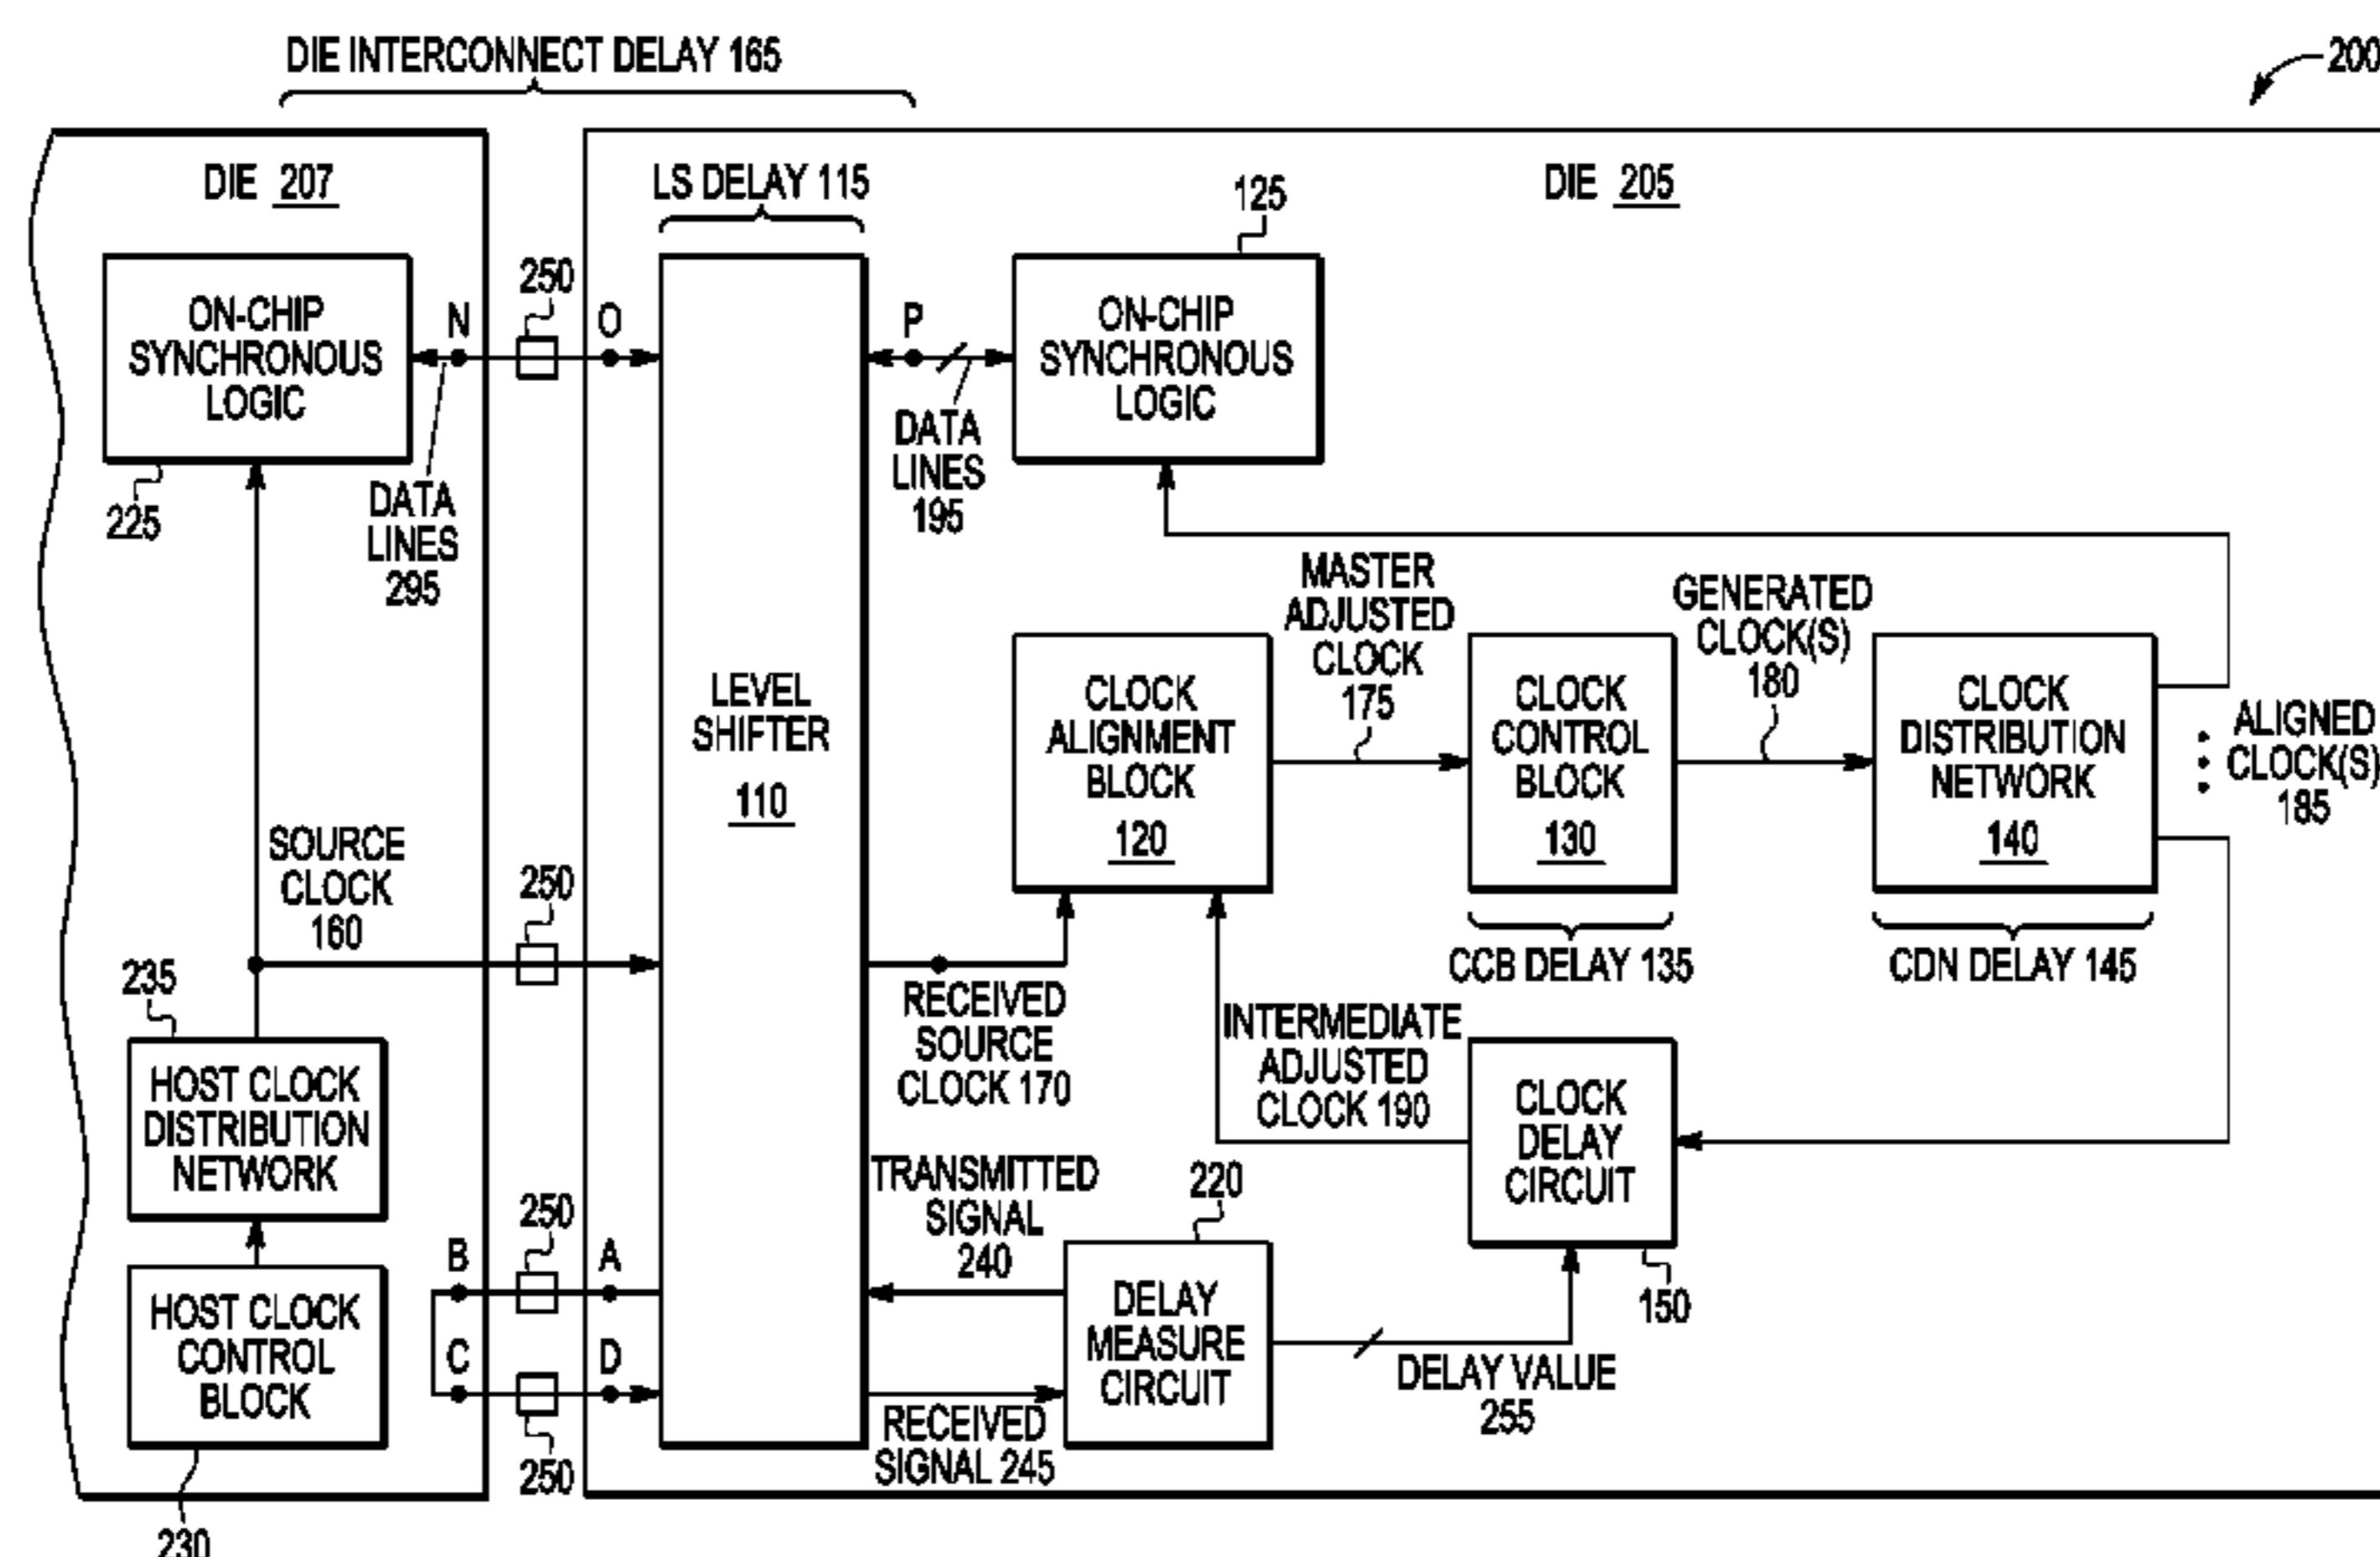 DIE INTERCONNECT DELAY 165
200
DIE 207
LS DELAY 115
DIE 205
125
ON-CHIP
SYNCHRONOUS
LOGIC
225
N
250
O
DATA
LINES
295
P
DATA
LINES
195
ON-CHIP
SYNCHRONOUS
LOGIC
LEVEL
SHIFTER
110
MASTER
ADJUSTED
CLOCK
175
GENERATED
CLOCK(S)
180
CLOCK
ALIGNMENT
BLOCK
120
CLOCK
CONTROL
BLOCK
130
CLOCK
DISTRIBUTION
NETWORK
140
ALIGNED
CLOCK(S)
185
SOURCE
CLOCK
160
250
CCB DELAY 135
CDN DELAY 145
235
HOST CLOCK
DISTRIBUTION
NETWORK
RECEIVED
SOURCE
CLOCK 170
INTERMEDIATE
ADJUSTED
CLOCK 190
CLOCK
DELAY
CIRCUIT
150
HOST CLOCK
CONTROL
BLOCK
230
B
250
A
C
D
250
TRANSMITTED
SIGNAL
240
220
DELAY
MEASURE
CIRCUIT
RECEIVED
SIGNAL 245
DELAY VALUE
255